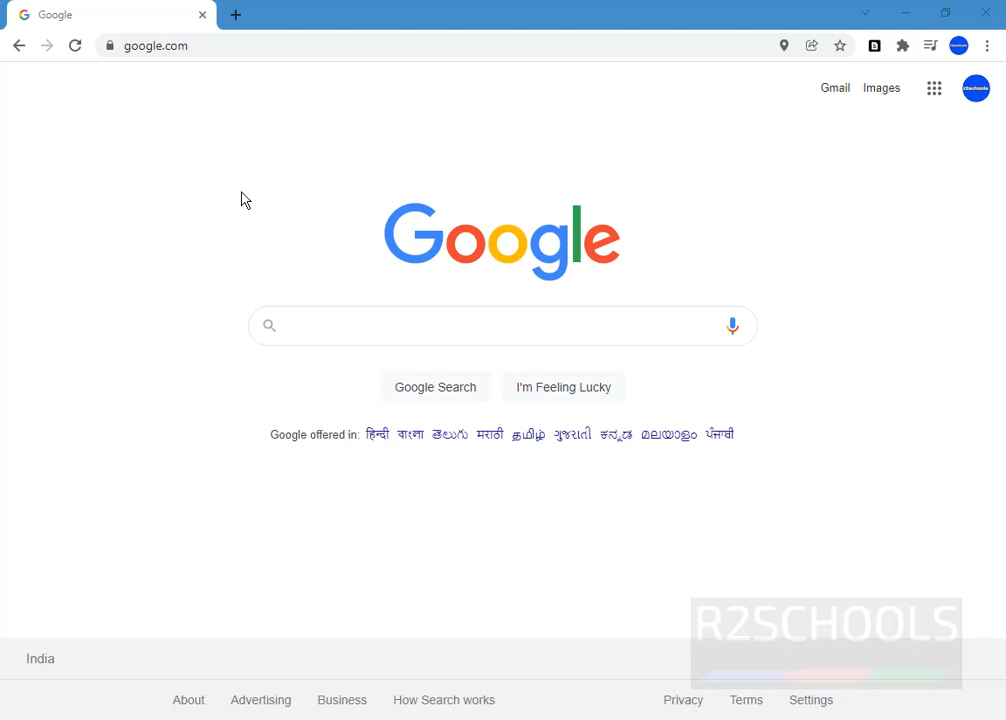 Google
google.com
Gmail Images
r2schools
Google
Google Search I'm Feeling Lucky
Google offered in: हिन्दी বাংলা తెలుగు मराठी தமிழ் ગુજરાતી ಕನ್ನಡ മലയാളം ਪੰਜਾਬੀ
R2SCHOOLS
India
About Advertising Business How Search works Privacy Terms Settings